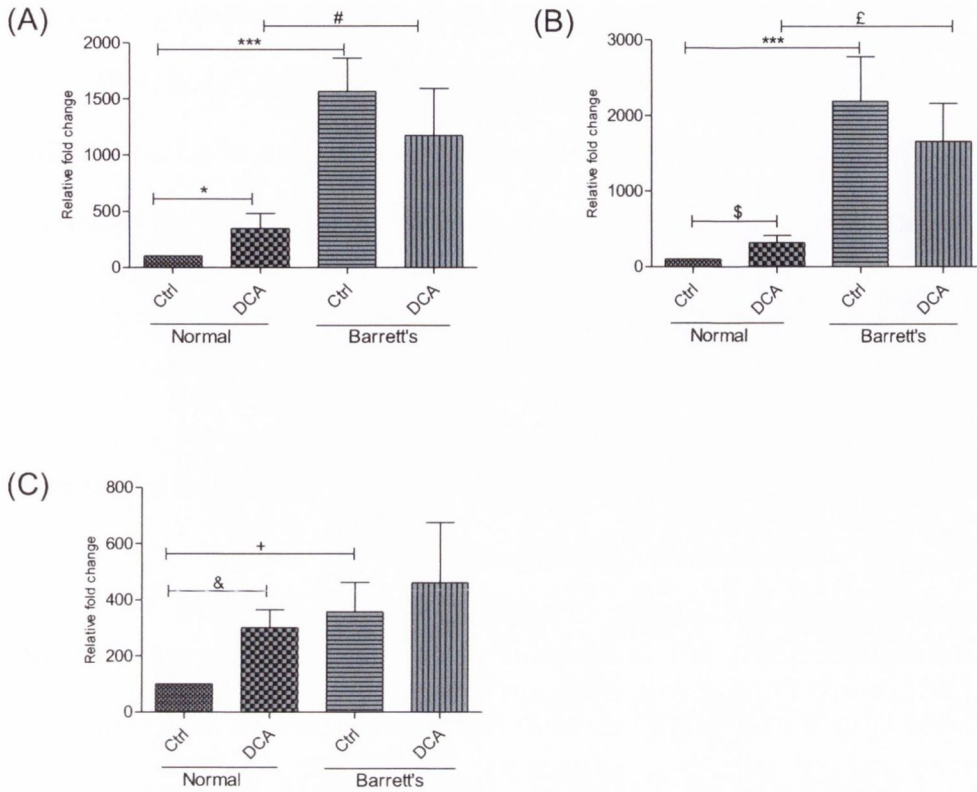 (A)
#
***
*
Relative fold change
2000
1500
1000
500
0
Ctrl
DCA
Ctrl
DCA
Normal
Barrett's
(B)
£
***
$
Relative fold change
3000
2000
1000
0
Ctrl
DCA
Ctrl
DCA
Normal
Barrett's
(C)
+
&
Relative fold change
800
600
400
200
0
Ctrl
DCA
Ctrl
DCA
Normal
Barrett's